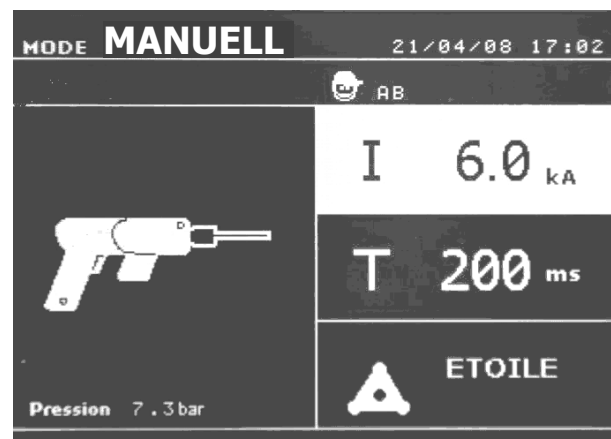 MODE MANUELL 21/04/08 17:02
AB
I 6.0 kA
T 200 ms
ETOILE
Pression 7.3 bar